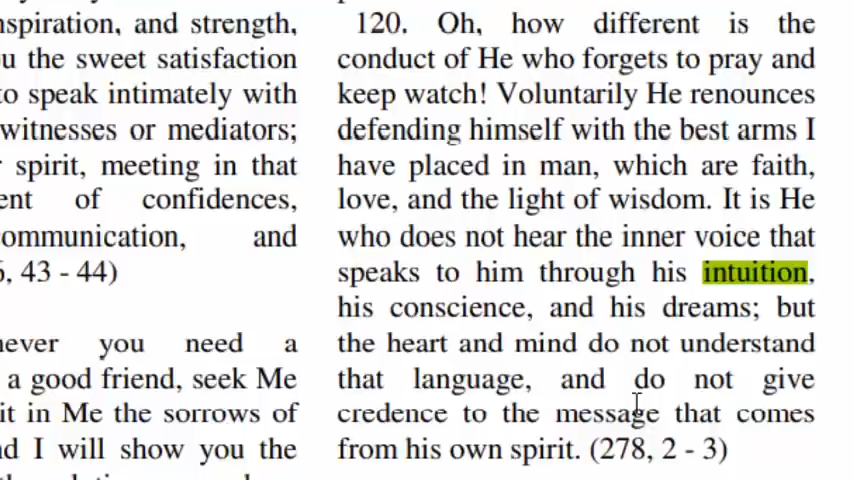 spiration, and strength,
u the sweet satisfaction
to speak intimately with
witnesses or mediators;
spirit, meeting in that
ent of confidences,
ommunication, and
, 43 - 44)
ever you need a
a good friend, seek Me
it in Me the sorrows of
d I will show you the
120. Oh, how different is the
conduct of He who forgets to pray and
keep watch! Voluntarily He renounces
defending himself with the best arms I
have placed in man, which are faith,
love, and the light of wisdom. It is He
who does not hear the inner voice that
speaks to him through his intuition,
his conscience, and his dreams; but
the heart and mind do not understand
that language, and do not give
credence to the message that comes
from his own spirit. (278, 2 - 3)